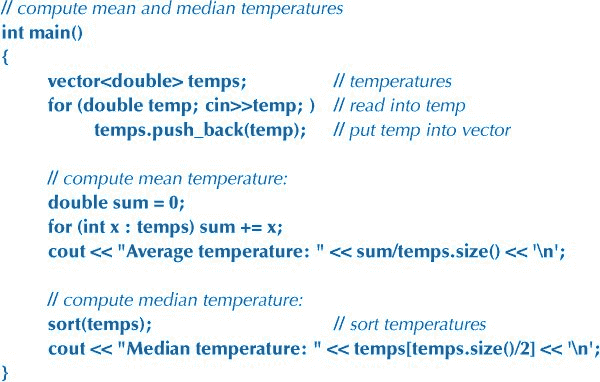 // compute mean and median temperatures
int main()
{
vector<double> temps; // temperatures
for (double temp; cin>>temp; ) // read into temp
temps.push_back(temp); // put temp into vector
// compute mean temperature:
double sum = 0;
for (int x : temps) sum += x;
cout << "Average temperature: " << sum/temps.size() << '\n';
// compute median temperature:
sort(temps); // sort temperatures
cout << "Median temperature: " << temps[temps.size()/2] << '\n';
}